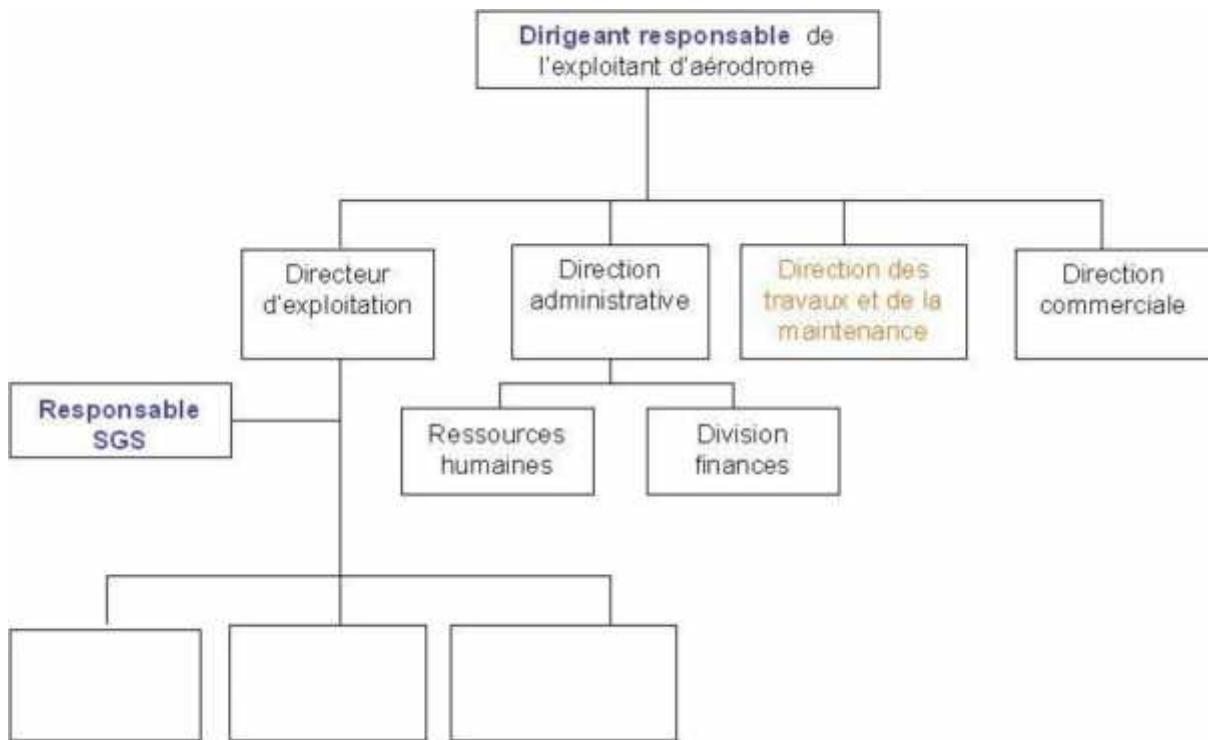 Dirigeant responsable de
l'exploitant d'aérodrome
Directeur
d'exploitation
Direction
administrative
Direction des
travaux et de la
maintenance
Direction
commerciale
Responsable
SGS
Ressources
humaines
Division
finances